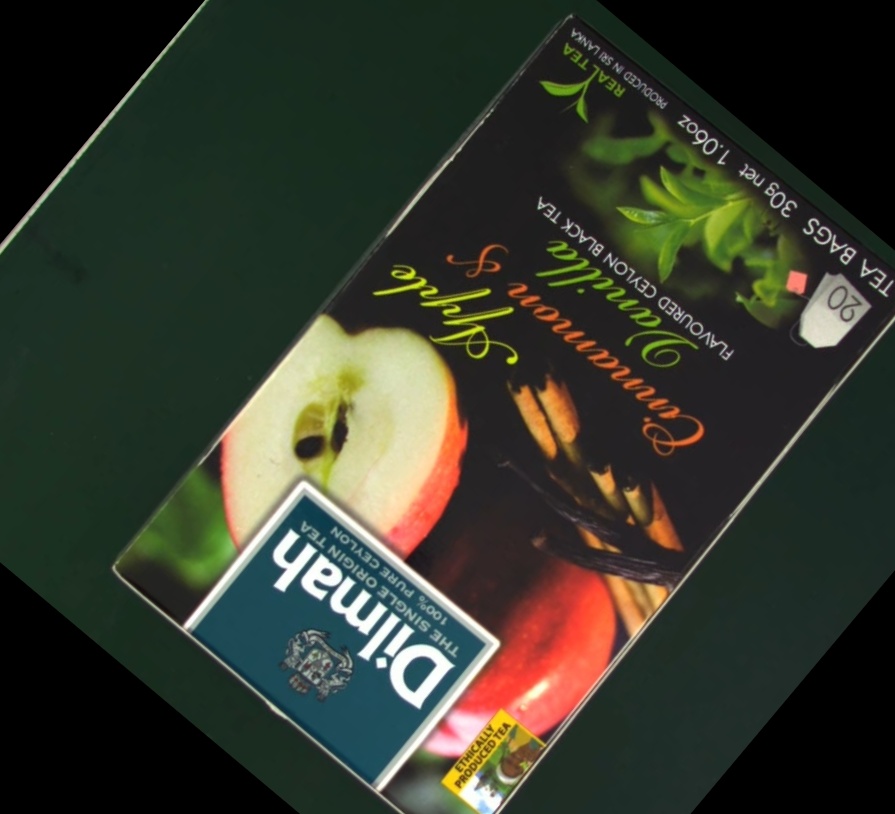 Dilmah
THE SINGLE ORIGIN TEA
100% PURE CEYLON
ETHICALLY
PRODUCED TEA
Apple
Cinnamon &
Vanilla
FLAVOURED CEYLON BLACK TEA
20
TEA BAGS 30g net 1.06oz
REAL TEA
PRODUCED IN SRI LANKA